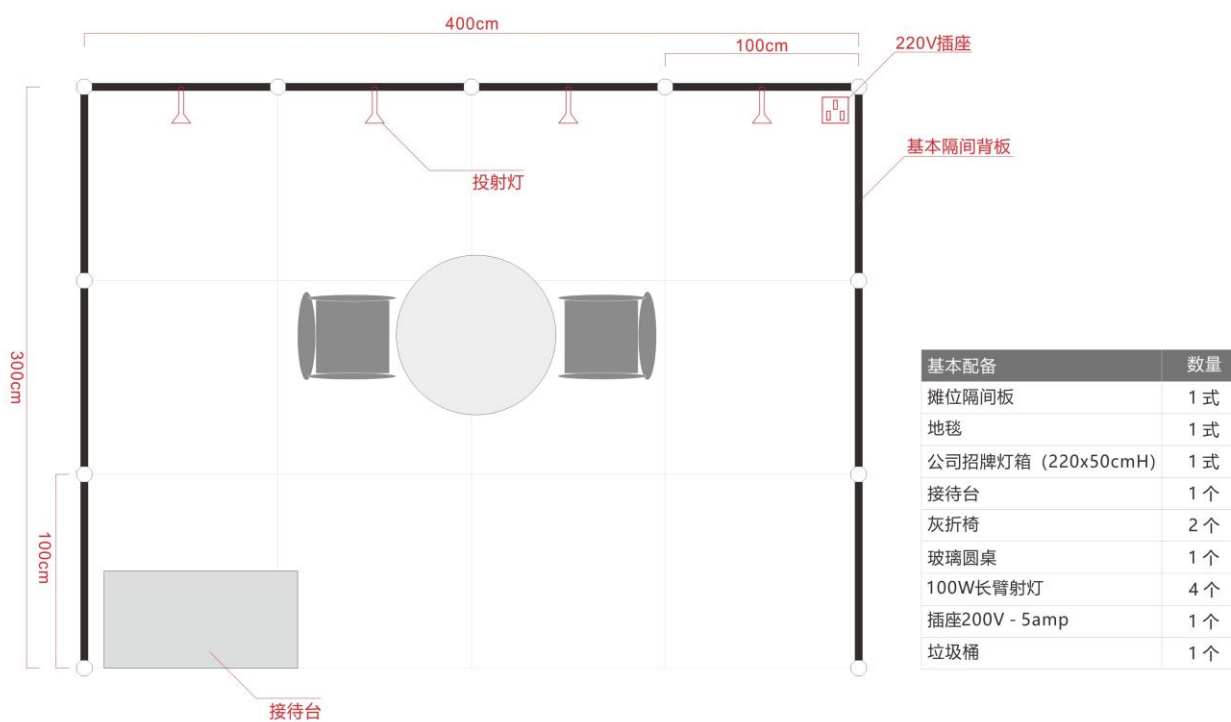 400cm
100cm
220V插座
基本隔间背板
投射灯
300cm
100cm
接待台
基本配备 数量
摊位隔间板 1 式
地毯 1 式
公司招牌灯箱 (220x50cmH) 1 式
接待台 1 个
灰折椅 2 个
玻璃圆桌 1 个
100W长臂射灯 4 个
插座200V - 5amp 1 个
垃圾桶 1 个